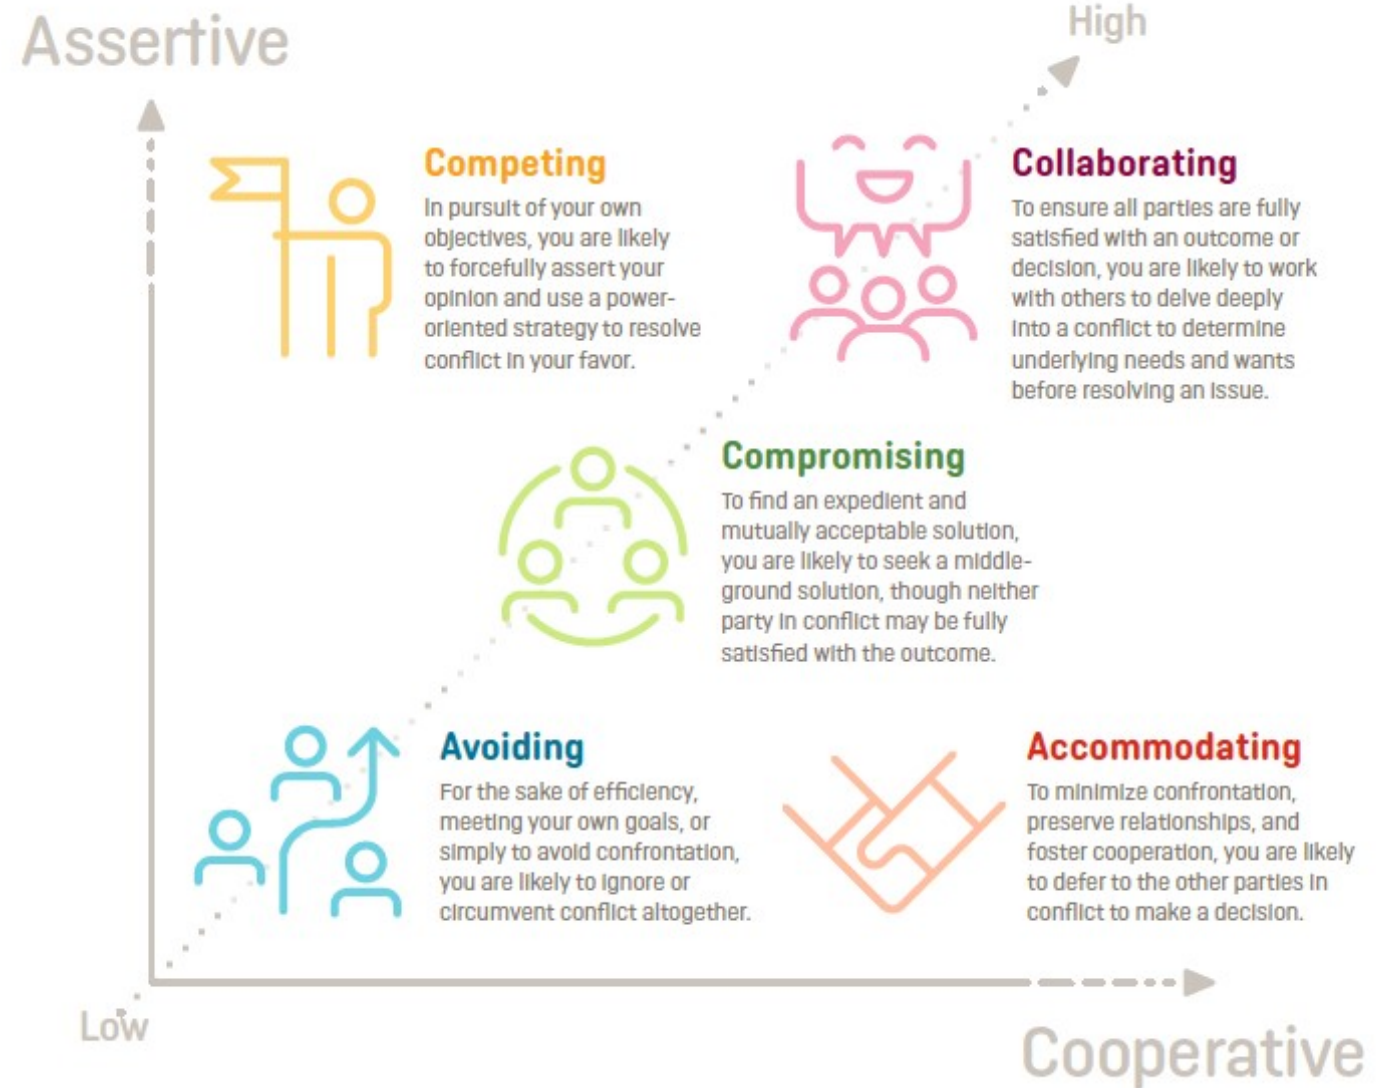 Assertive
High
Competing
In pursuit of your own
objectives, you are likely
to forcefully assert your
opinion and use a power-
oriented strategy to resolve
conflict in your favor.
Collaborating
To ensure all parties are fully
satisfied with an outcome or
decision, you are likely to work
with others to delve deeply
into a conflict to determine
underlying needs and wants
before resolving an issue.
Compromising
To find an expedient and
mutually acceptable solution,
you are likely to seek a middle-
ground solution, though neither
party in conflict may be fully
satisfied with the outcome.
Avoiding
For the sake of efficiency,
meeting your own goals, or
simply to avoid confrontation,
you are likely to ignore or
circumvent conflict altogether.
Accommodating
To minimize confrontation,
preserve relationships, and
foster cooperation, you are likely
to defer to the other parties in
conflict to make a decision.
Low
Cooperative